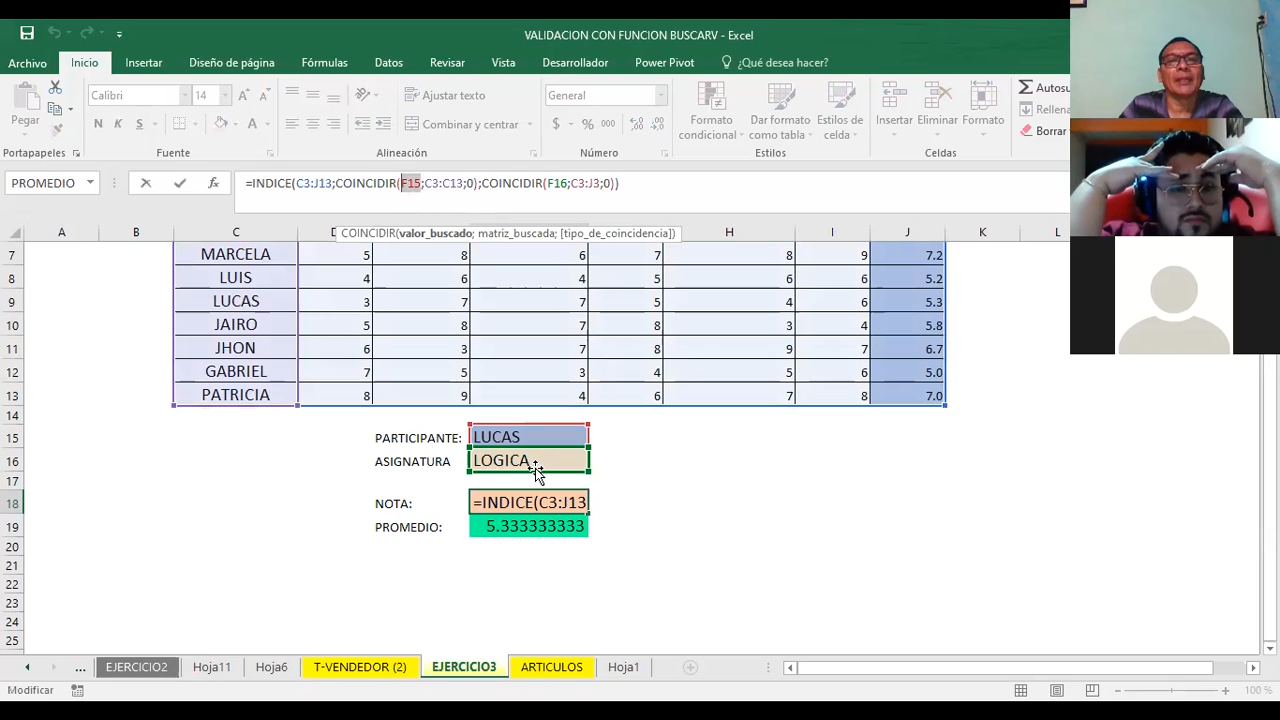 VALIDACION CON FUNCION BUSCARV - Excel
Archivo Inicio Insertar Diseño de página Fórmulas Datos Revisar Vista Desarrollador Power Pivot ¿Qué desea hacer?
Pegar
Calibri 14
N K S
Ajustar texto
Combinar y centrar
General
$ % 000
Formato condicional
Dar formato como tabla
Estilos de celda
Insertar Eliminar Formato
Autosu
Rellena
Borrar
Portapapeles Fuente Alineación Número Estilos Celdas
PROMEDIO fx =INDICE(C3:J13;COINCIDIR(F15;C3:C13;0);COINCIDIR(F16;C3:J3;0))
COINCIDIR(valor_buscado; matriz_buscada; [tipo_de_coincidencia])
A B C D H I J K L
7 MARCELA 5 8 6 7 8 9 7.2
8 LUIS 4 6 4 5 6 6 5.2
9 LUCAS 3 7 7 5 4 6 5.3
10 JAIRO 5 8 7 8 3 4 5.8
11 JHON 6 3 7 8 9 7 6.7
12 GABRIEL 7 5 3 4 5 6 5.0
13 PATRICIA 8 9 4 6 7 8 7.0
14
15 PARTICIPANTE: LUCAS
16 ASIGNATURA LOGICA
17
18 NOTA: =INDICE(C3:J13
19 PROMEDIO: 5.333333333
20
21
22
23
24
25
... EJERCICIO2 Hoja11 Hoja6 T-VENDEDOR (2) EJERCICIO3 ARTICULOS Hoja1
Modificar 100 %